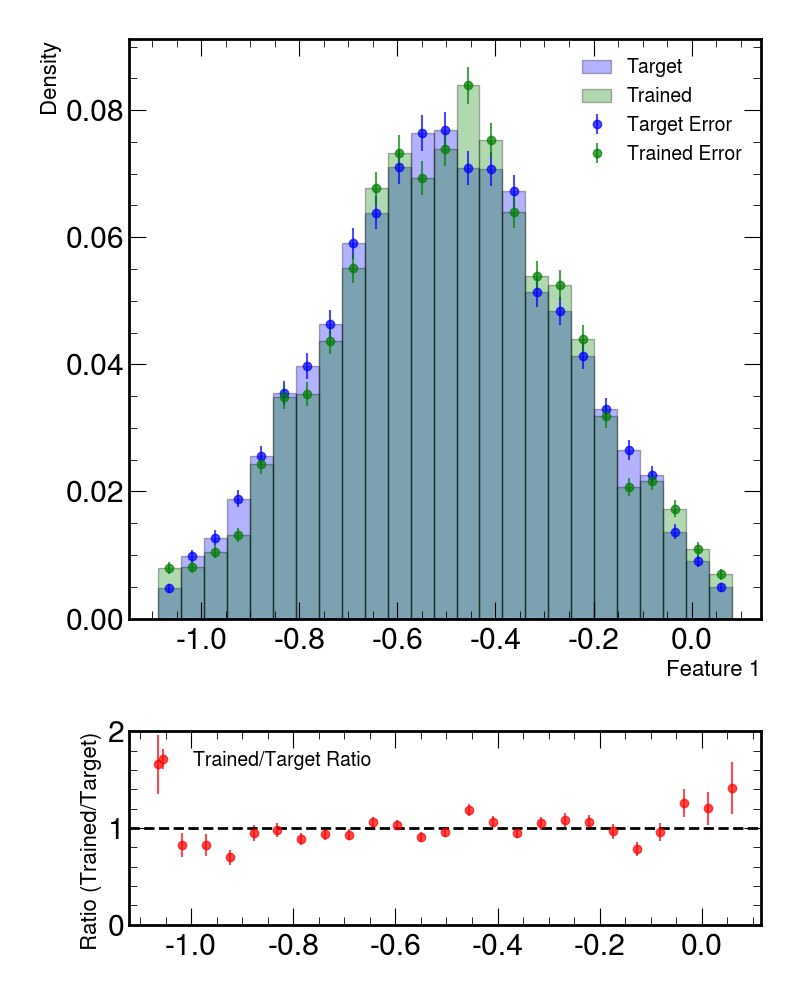 Density
0.08
0.06
0.04
0.02
0.00
Target
Trained
Target Error
Trained Error
-1.0 -0.8 -0.6 -0.4 -0.2 0.0
Feature 1
Ratio (Trained/Target)
2
1
0
Trained/Target Ratio
-1.0 -0.8 -0.6 -0.4 -0.2 0.0